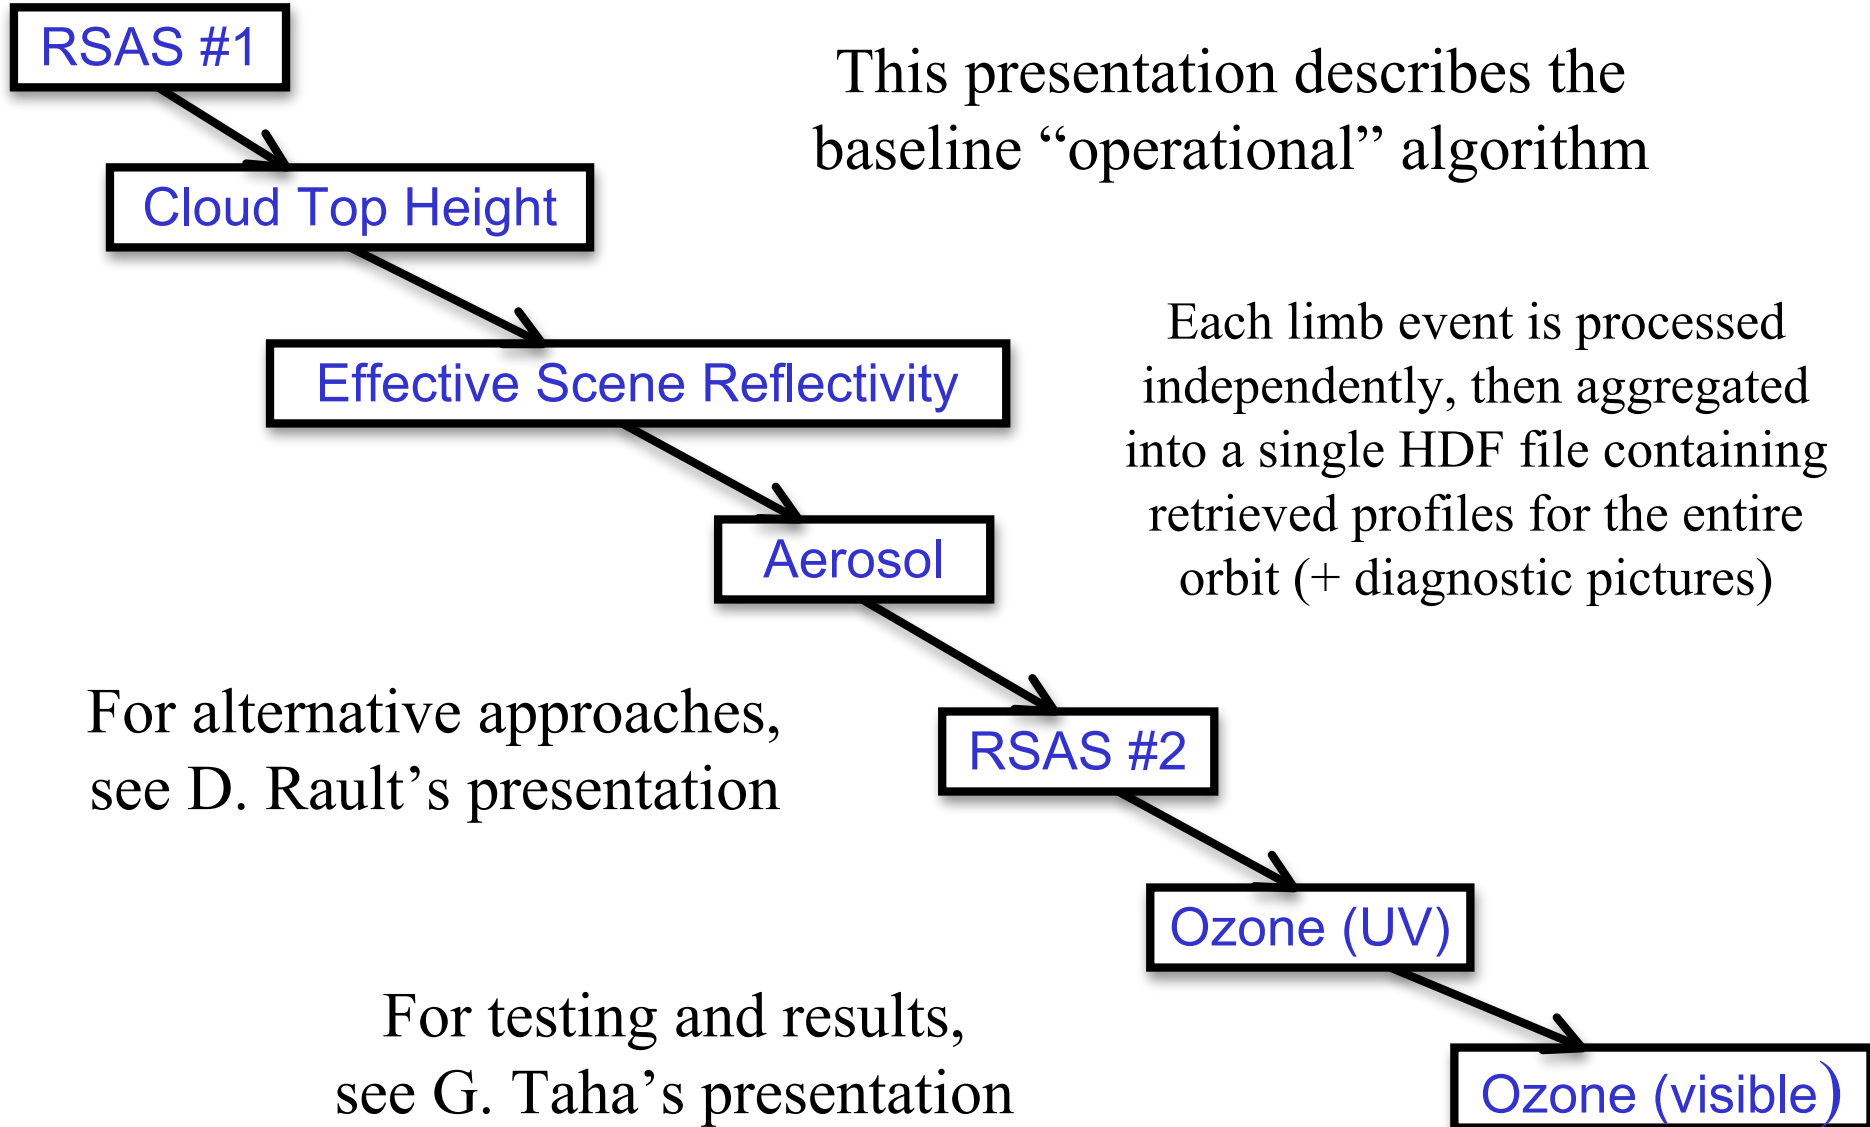 RSAS #1
This presentation describes the
baseline “operational” algorithm
Cloud Top Height
Effective Scene Reflectivity
Each limb event is processed
independently, then aggregated
into a single HDF file containing
retrieved profiles for the entire
orbit (+ diagnostic pictures)
Aerosol
For alternative approaches,
see D. Rault’s presentation
RSAS #2
Ozone (UV)
For testing and results,
see G. Taha’s presentation
Ozone (visible)